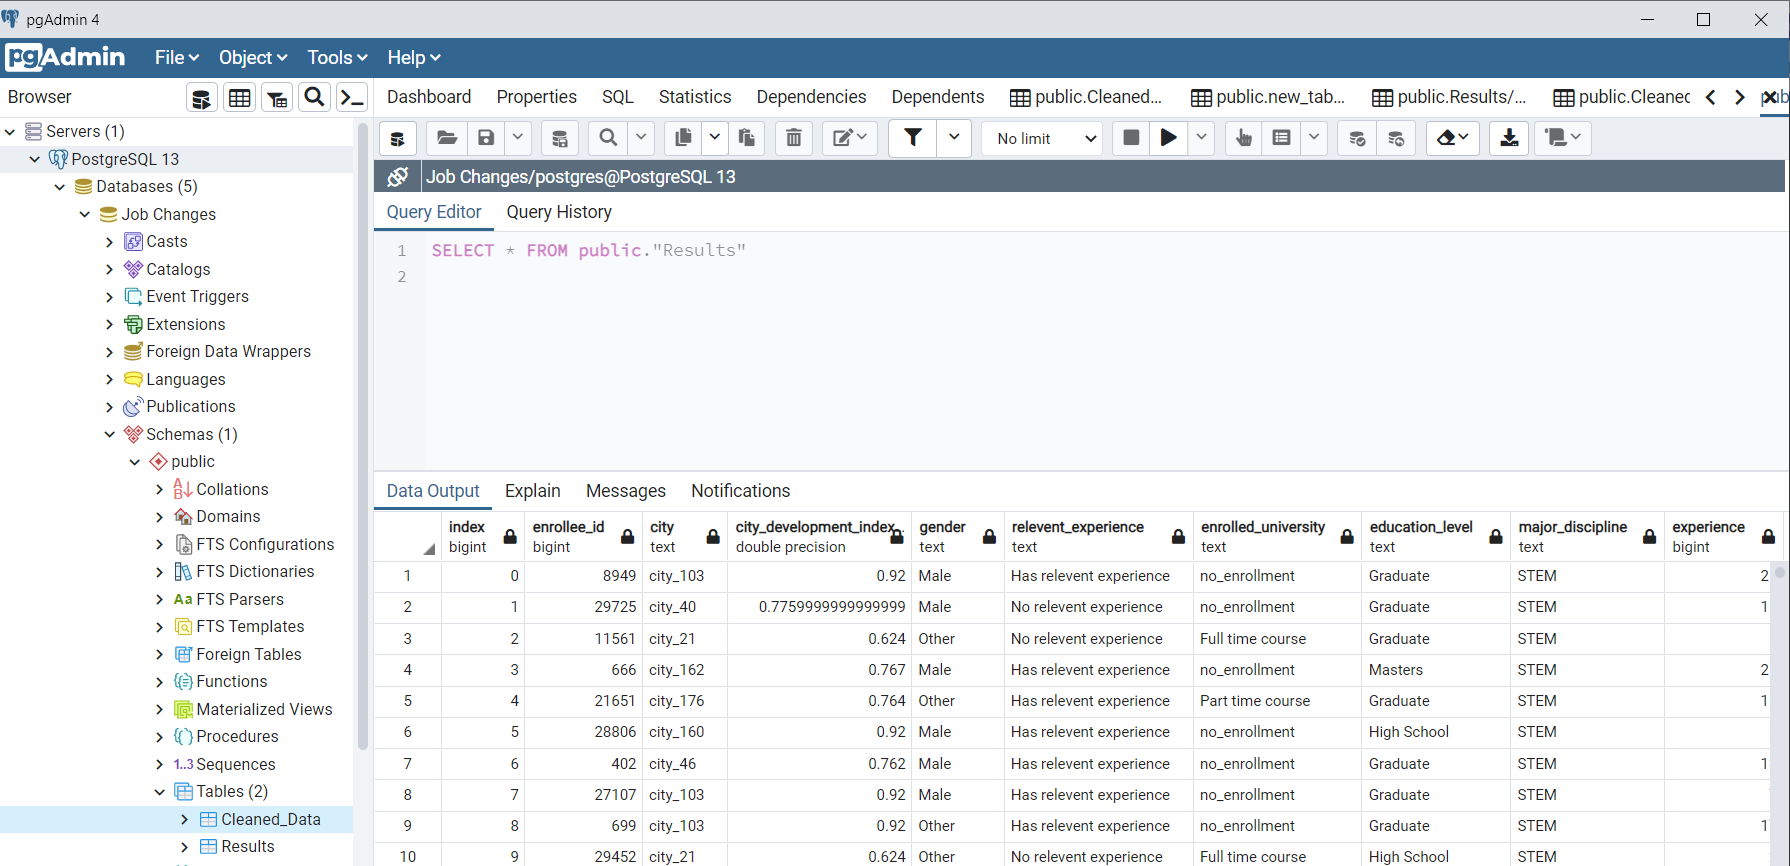 pgAdmin 4
pgAdmin File Object Tools Help
Browser
Dashboard Properties SQL Statistics Dependencies Dependents public.Cleaned... public.new_tab... public.Results/... public.Cleaned
No limit
Servers (1)
PostgreSQL 13
Databases (5)
Job Changes
Casts
Catalogs
Event Triggers
Extensions
Foreign Data Wrappers
Languages
Publications
Schemas (1)
public
Collations
Domains
FTS Configurations
FTS Dictionaries
Aa FTS Parsers
FTS Templates
Foreign Tables
Functions
Materialized Views
Procedures
1..3 Sequences
Tables (2)
Cleaned_Data
Results
Job Changes/postgres@PostgreSQL 13
Query Editor Query History
1 SELECT * FROM public."Results"
2
Data Output Explain Messages Notifications
index enrollee_id city city_development_index gender relevent_experience enrolled_university education_level major_discipline experience
bigint bigint text double precision text text text text text bigint
1 0 8949 city_103 0.92 Male Has relevent experience no_enrollment Graduate STEM 2
2 1 29725 city_40 0.7759999999999999 Male No relevent experience no_enrollment Graduate STEM 1
3 2 11561 city_21 0.624 Other No relevent experience Full time course Graduate STEM
4 3 666 city_162 0.767 Male Has relevent experience no_enrollment Masters STEM 2
5 4 21651 city_176 0.764 Other Has relevent experience Part time course Graduate STEM 1
6 5 28806 city_160 0.92 Male Has relevent experience no_enrollment High School STEM
7 6 402 city_46 0.762 Male Has relevent experience no_enrollment Graduate STEM 1
8 7 27107 city_103 0.92 Male Has relevent experience no_enrollment Graduate STEM
9 8 699 city_103 0.92 Other Has relevent experience no_enrollment Graduate STEM 1
10 9 29452 city_21 0.624 Other No relevent experience Full time course High School STEM